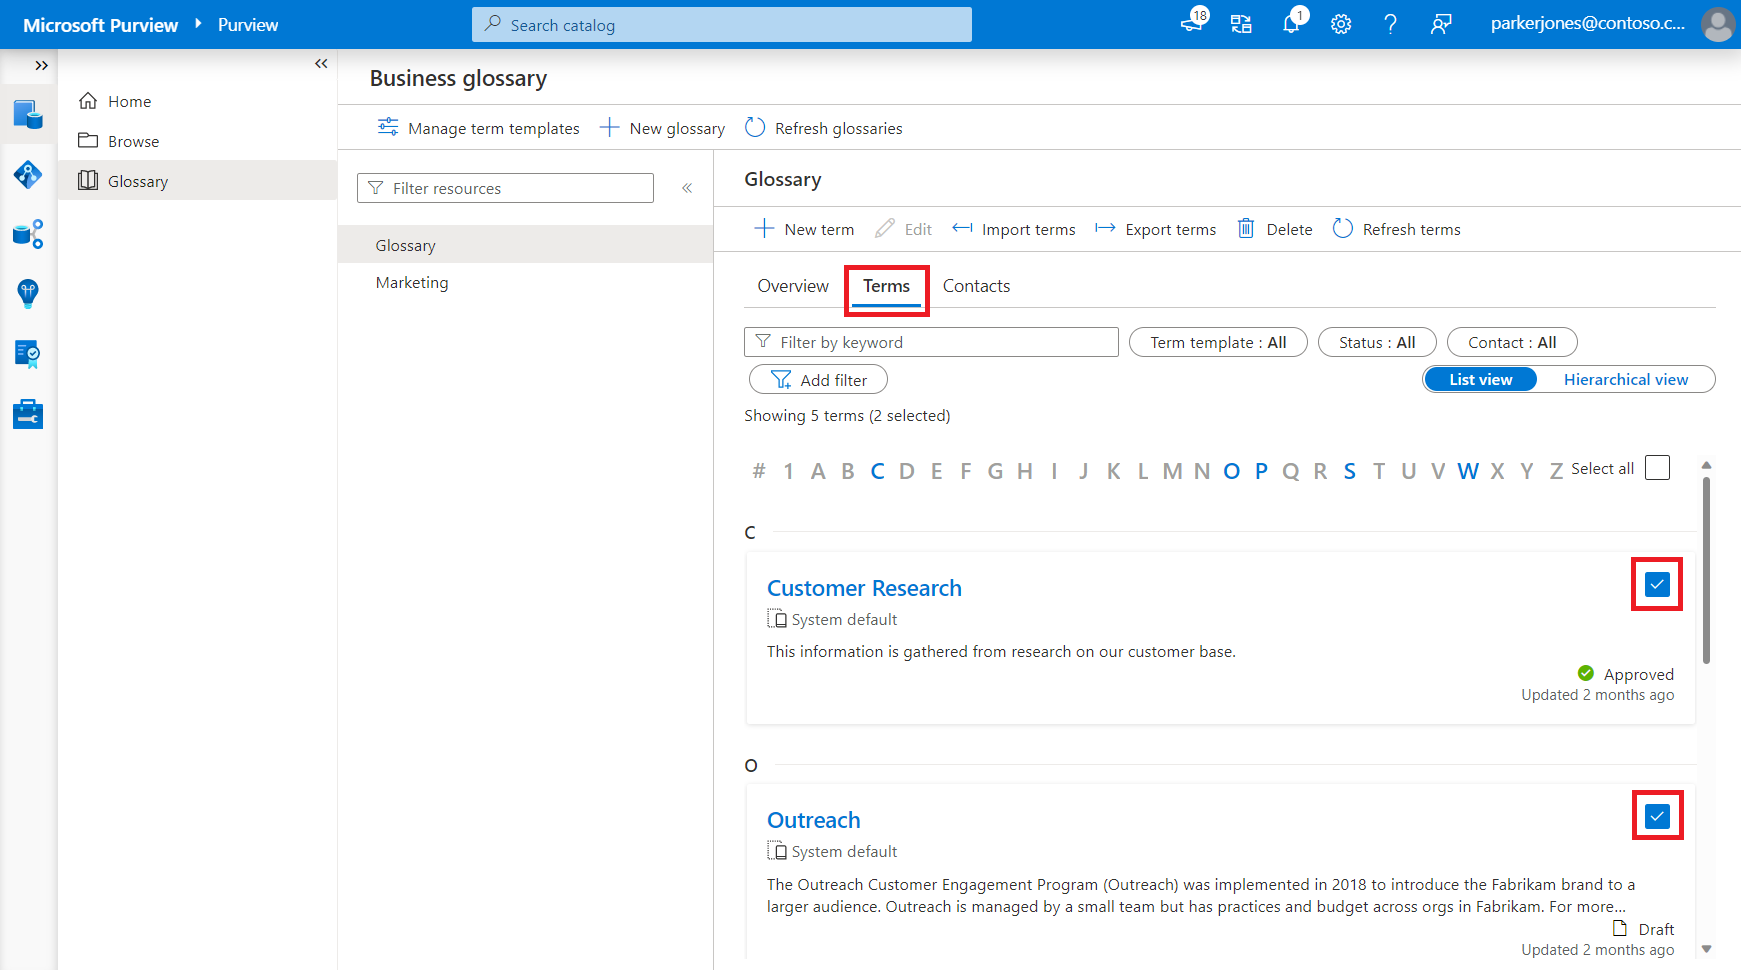 Microsoft Purview Purview
Search catalog
18
1
parkerjones@contoso.c...
Home
Browse
Glossary
Business glossary
Manage term templates New glossary Refresh glossaries
Filter resources
Glossary
Marketing
Glossary
New term Edit Import terms Export terms Delete Refresh terms
Overview Terms Contacts
Filter by keyword Term template : All Status : All Contact : All
Add filter List view Hierarchical view
Showing 5 terms (2 selected)
# 1 A B C D E F G H I J K L M N O P Q R S T U V W X Y Z Select all
C
Customer Research
System default
This information is gathered from research on our customer base.
Approved
Updated 2 months ago
O
Outreach
System default
The Outreach Customer Engagement Program (Outreach) was implemented in 2018 to introduce the Fabrikam brand to a
larger audience. Outreach is managed by a small team but has practices and budget across orgs in Fabrikam. For more...
Draft
Updated 2 months ago